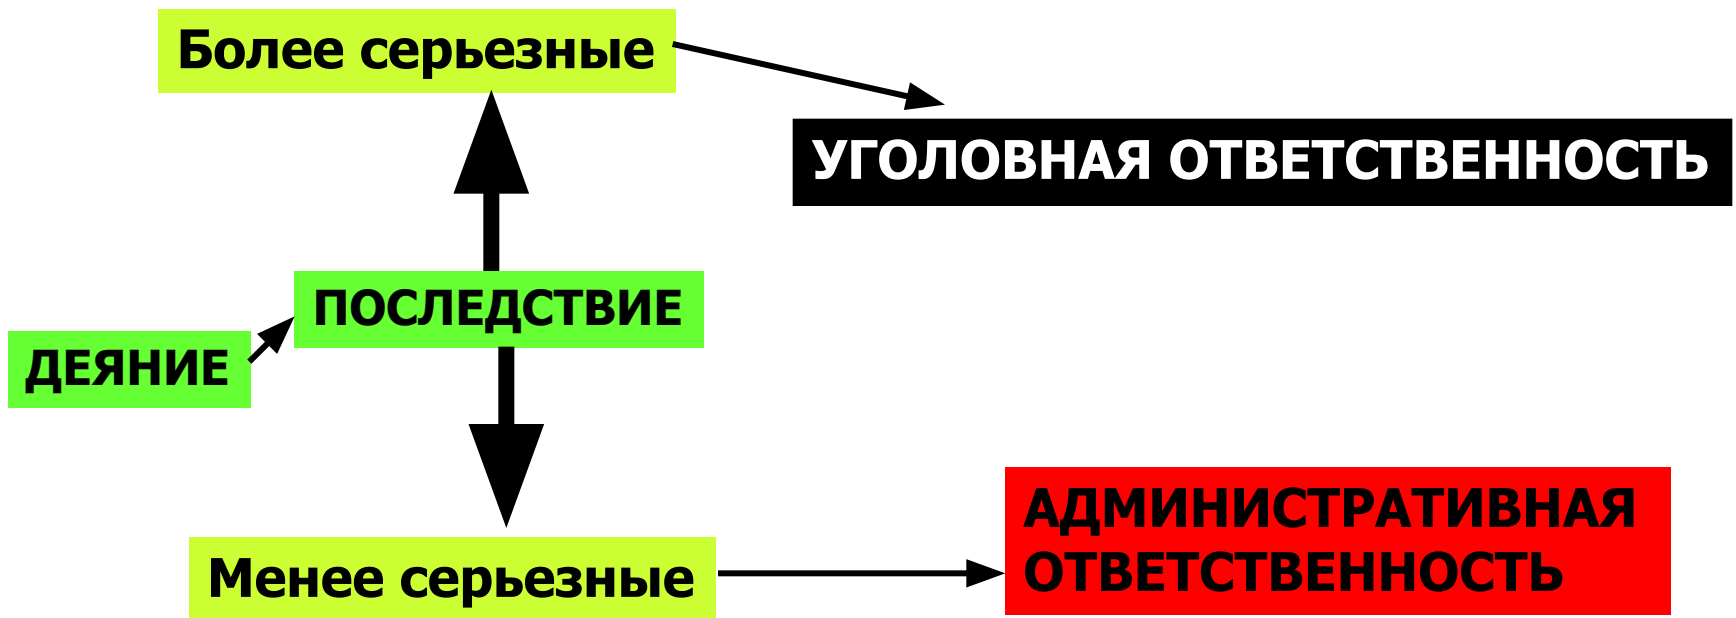 Более серьезные
УГОЛОВНАЯ ОТВЕТСТВЕННОСТЬ
ПОСЛЕДСТВИЕ
ДЕЯНИЕ
АДМИНИСТРАТИВНАЯ
ОТВЕТСТВЕННОСТЬ
Менее серьезные